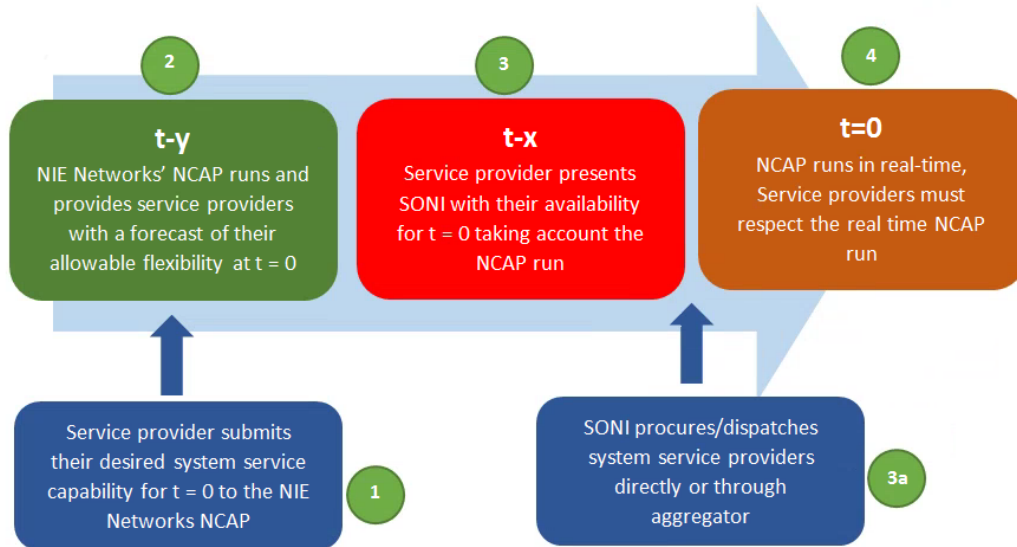 2
t-y
NIE Networks' NCAP runs and
provides service providers
with a forecast of their
allowable flexibility at t = 0
3
t-x
Service provider presents
SONI with their availability
for t = 0 taking account the
NCAP run
4
t=0
NCAP runs in real-time,
Service providers must
respect the real time NCAP
run
Service provider submits
their desired system service
capability for t = 0 to the NIE
Networks NCAP
1
SONI procures/dispatches
system service providers
directly or through
aggregator
3a